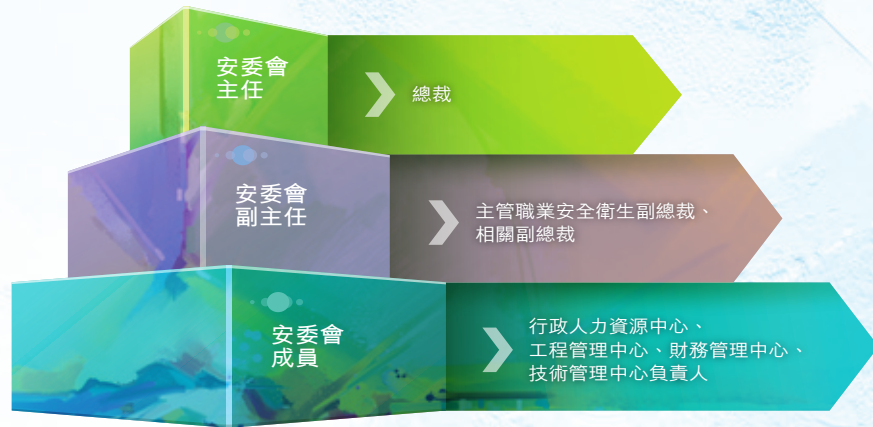 安委會
主任
總裁
安委會
副主任
主管職業安全衛生副總裁、
相關副總裁
安委會
成員
行政人力資源中心、
工程管理中心、財務管理中心、
技術管理中心負責人